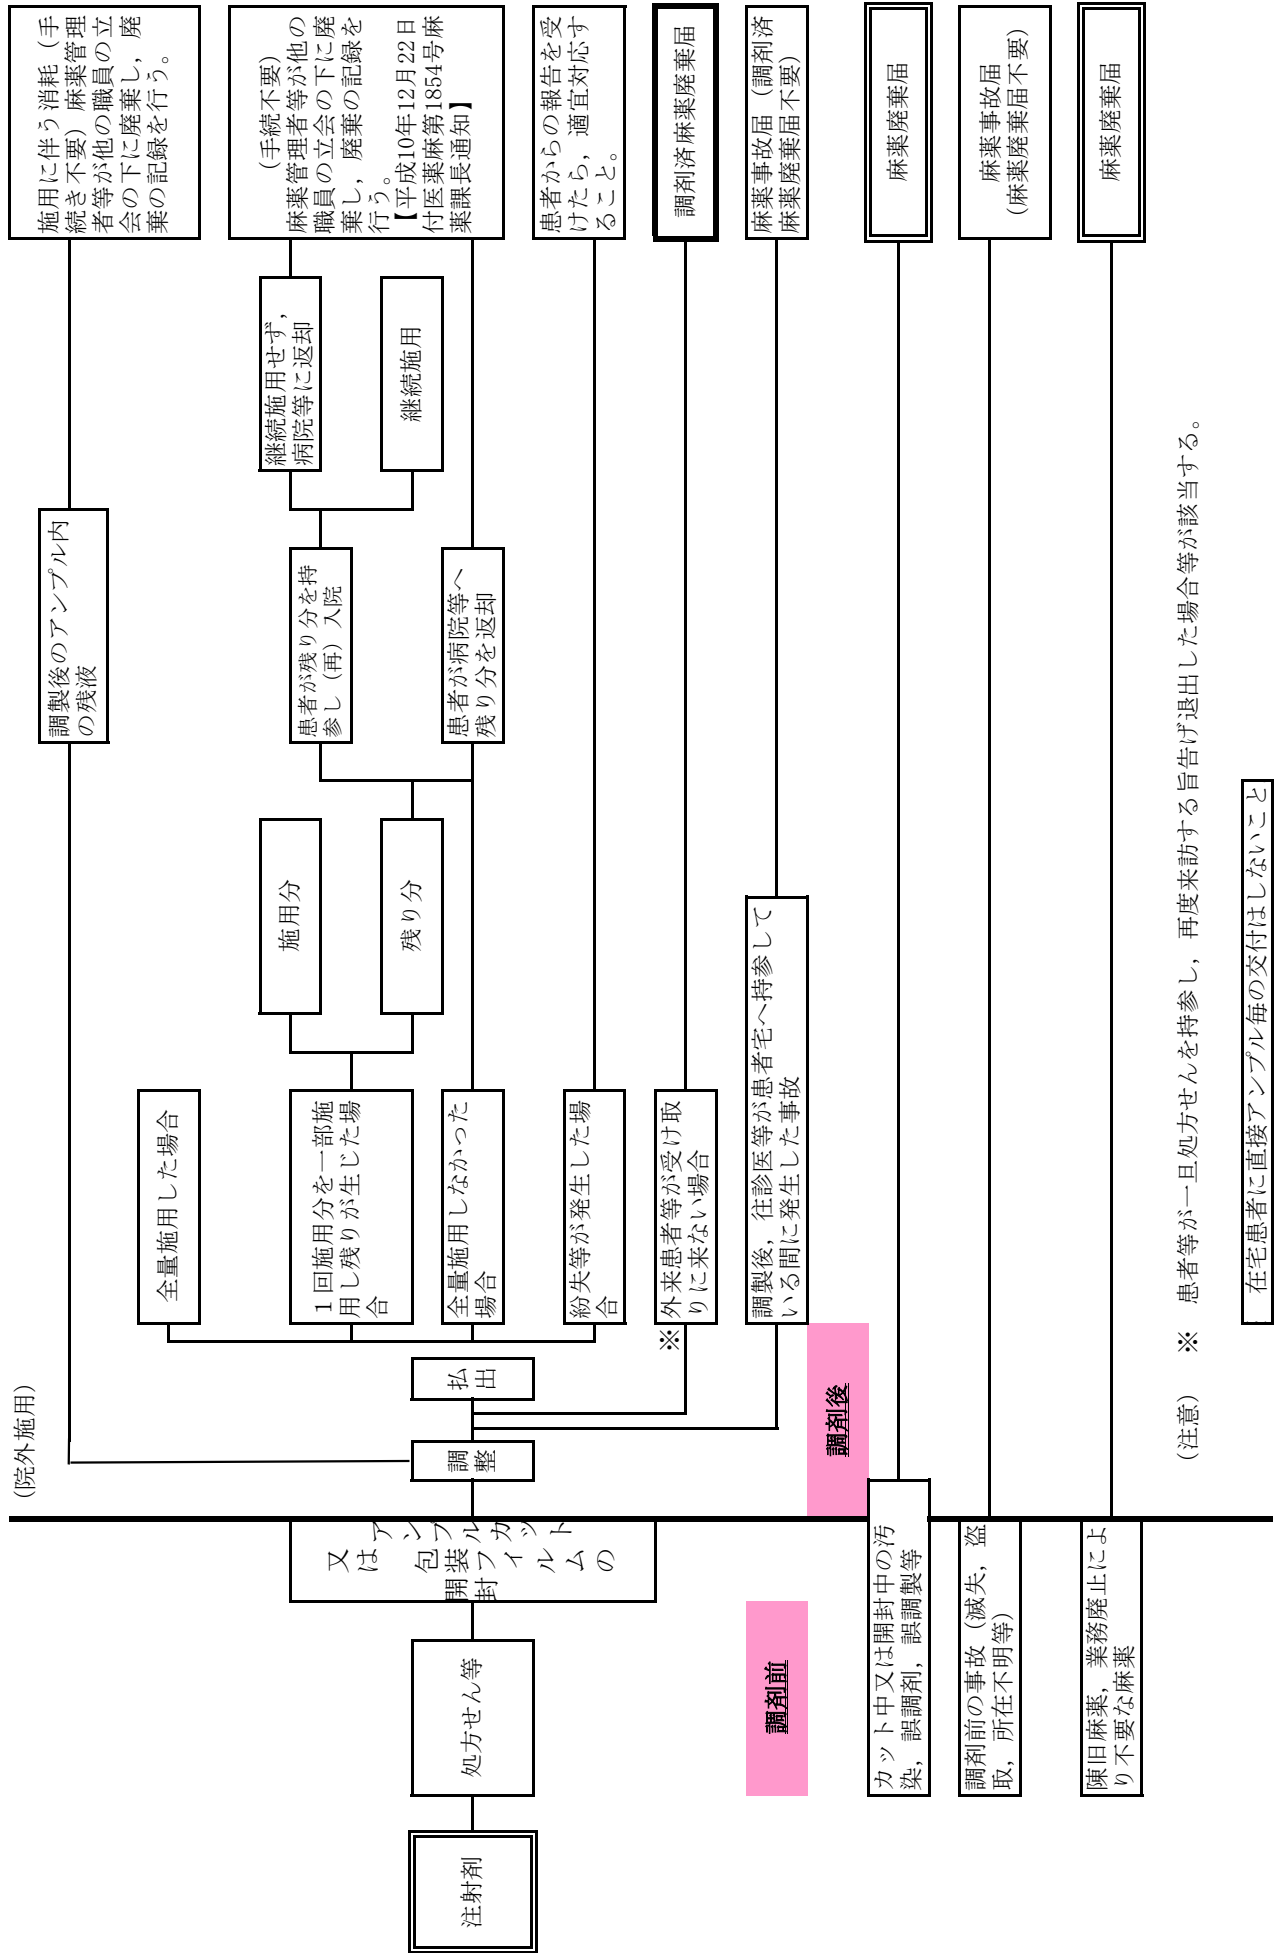 (院外施用)
注射剤
処方せん等
アンプルカット
又は　包装フィルムの
開封
調
整
払
出
調製後のアンプル内
の残液
施用に伴う消耗（手
続き不要）麻薬管理
者等が他の職員の立
会の下に廃棄し，廃
棄の記録を行う。
全量施用した場合
１回施用分を一部施
用し残りが生じた場
合
施用分
残り分
患者が残り分を持
参し（再）入院
継続施用せず，
病院等に返却
継続施用
（手続不要）
麻薬管理者等が他の
職員の立会の下に廃
棄し，廃棄の記録を
行う。
【平成10年12月22日
付医薬麻第1854号麻
薬課長通知】
全量施用しなかった
場合
患者が病院等へ
残り分を返却
紛失等が発生した場
合
患者からの報告を受
けたら，適宜対応す
ること。
※
外来患者等が受け取
りに来ない場合
調剤済麻薬廃棄届
調製後，往診医等が患者宅へ持参して
いる間に発生した事故
麻薬事故届（調剤済
麻薬廃棄届不要）
調剤前
調剤後
カット中又は開封中の汚
染，誤調剤，誤調製等
麻薬廃棄届
調剤前の事故（滅失，盗
取，所在不明等）
麻薬事故届
（麻薬廃棄届不要）
陳旧麻薬，業務廃止によ
り不要な麻薬
麻薬廃棄届
（注意）　※　患者等が一旦処方せんを持参し，再度来訪する旨告げ退出した場合等が該当する。
在宅患者に直接アンプル毎の交付はしないこと